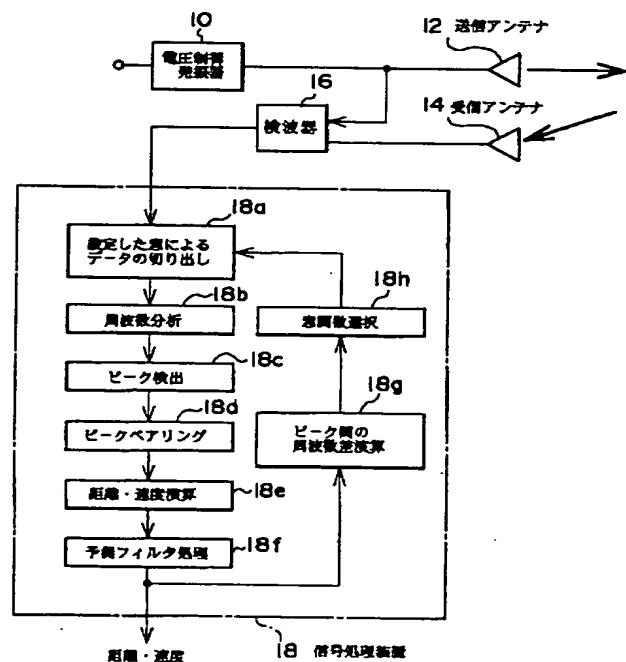 10
電圧制御
発振器
12 送信アンテナ
16
検波器
14 受信アンテナ
18a
設定した窓による
データの切り出し
18b
周波数分析
18h
窓関数選択
18c
ピーク検出
18d
ピークペアリング
18g
ピーク間の
周波数差演算
18e
距離・速度演算
18f
予測フィルタ処理
18 信号処理装置
距離・速度